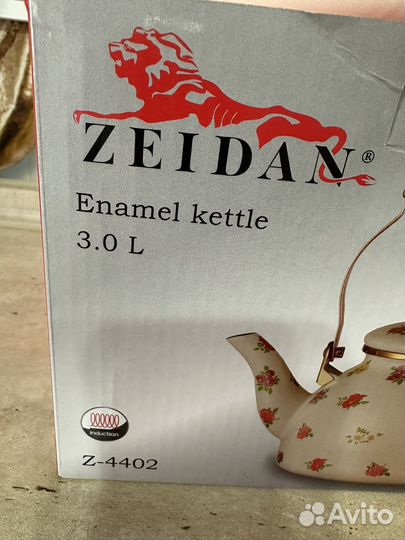 ZEIDAN®
Enamel kettle
3.0 L
induction
Z-4402
Avito